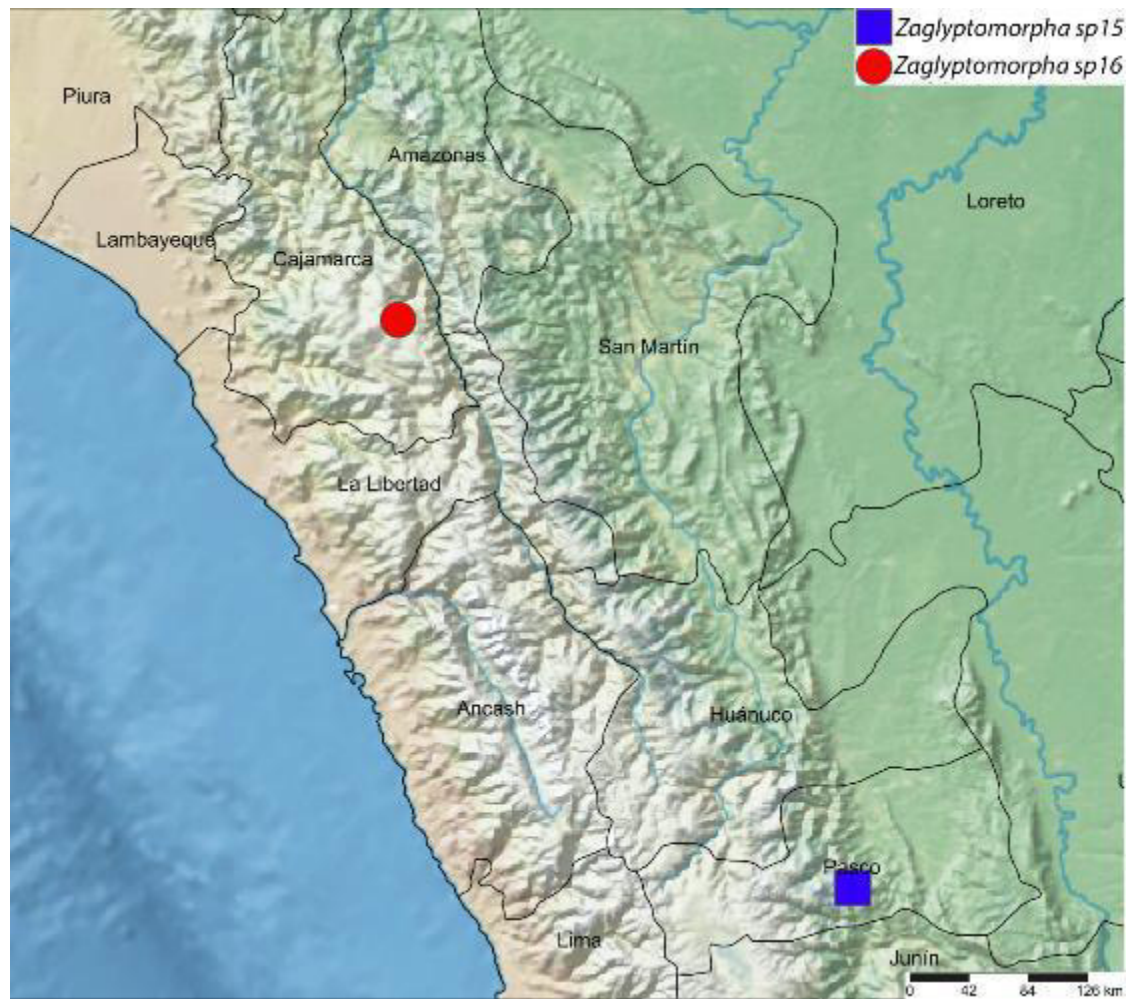 Zaglyptomorpha sp15
Zaglyptomorpha sp16
Piura
Amazonas
Loreto
Lambayeque
Cajamarca
San Martín
La Libertad
Ancash
Huánuco
Pasco
Lima
Junín
0 42 84 126 km